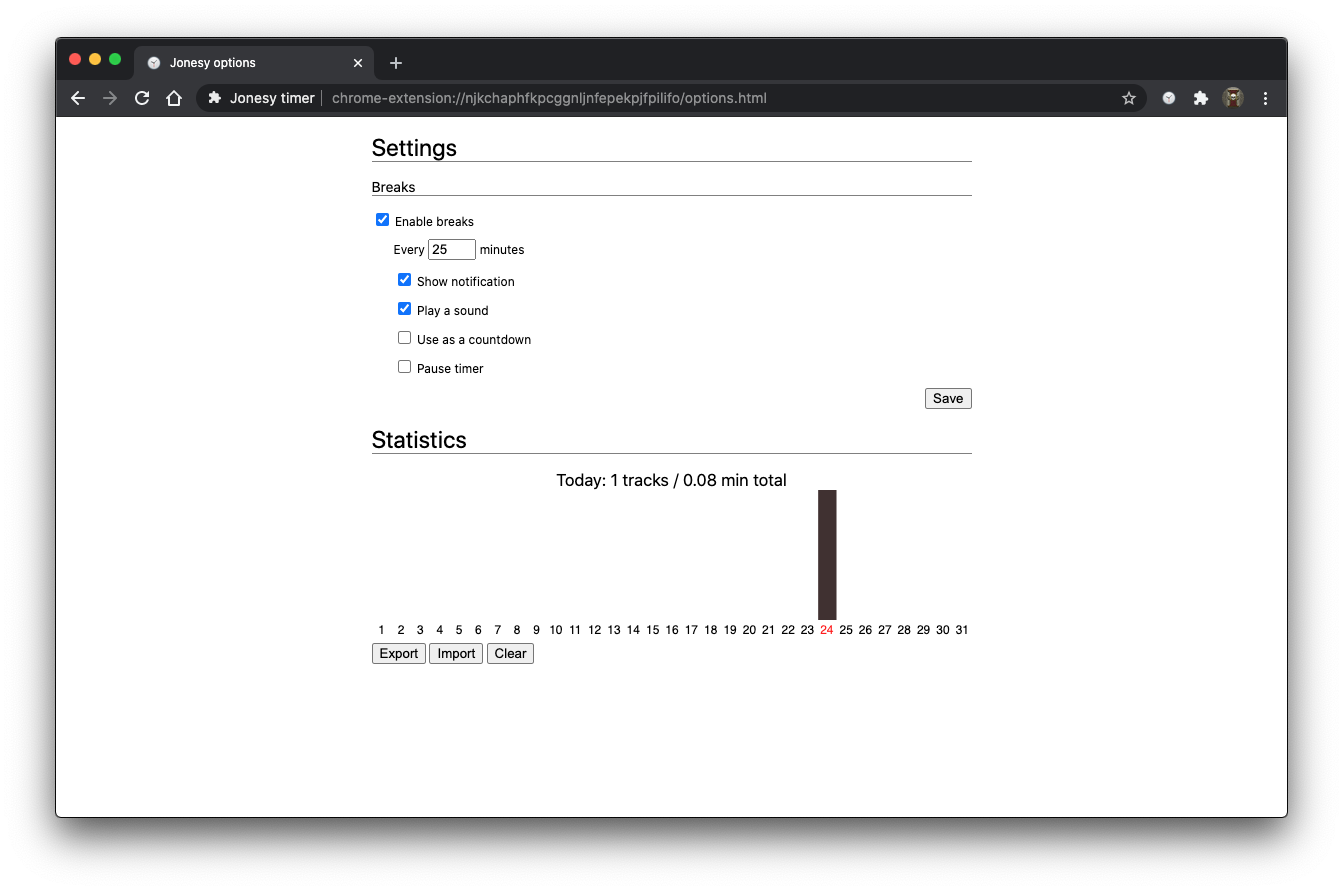 Jonesy options
Jonesy timer chrome-extension://njkchaphfkpcggnljnfepekpjfpilifo/options.html
Settings
Breaks
Enable breaks
Every 25 minutes
Show notification
Play a sound
Use as a countdown
Pause timer
Save
Statistics
Today: 1 tracks / 0.08 min total
1 2 3 4 5 6 7 8 9 10 11 12 13 14 15 16 17 18 19 20 21 22 23 24 25 26 27 28 29 30 31
Export Import Clear